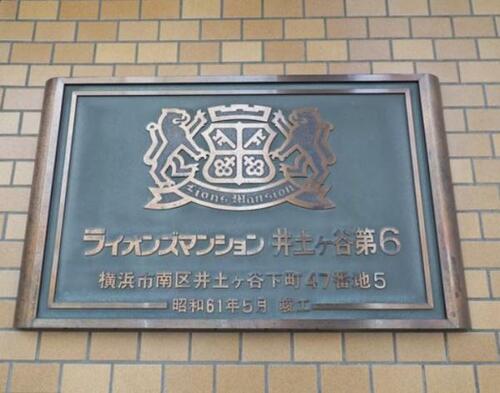 Lions Mansion
ライオンズマンション 井土ヶ谷第6
横浜市南区井土ヶ谷下町47番地5
昭和61年5月 竣工